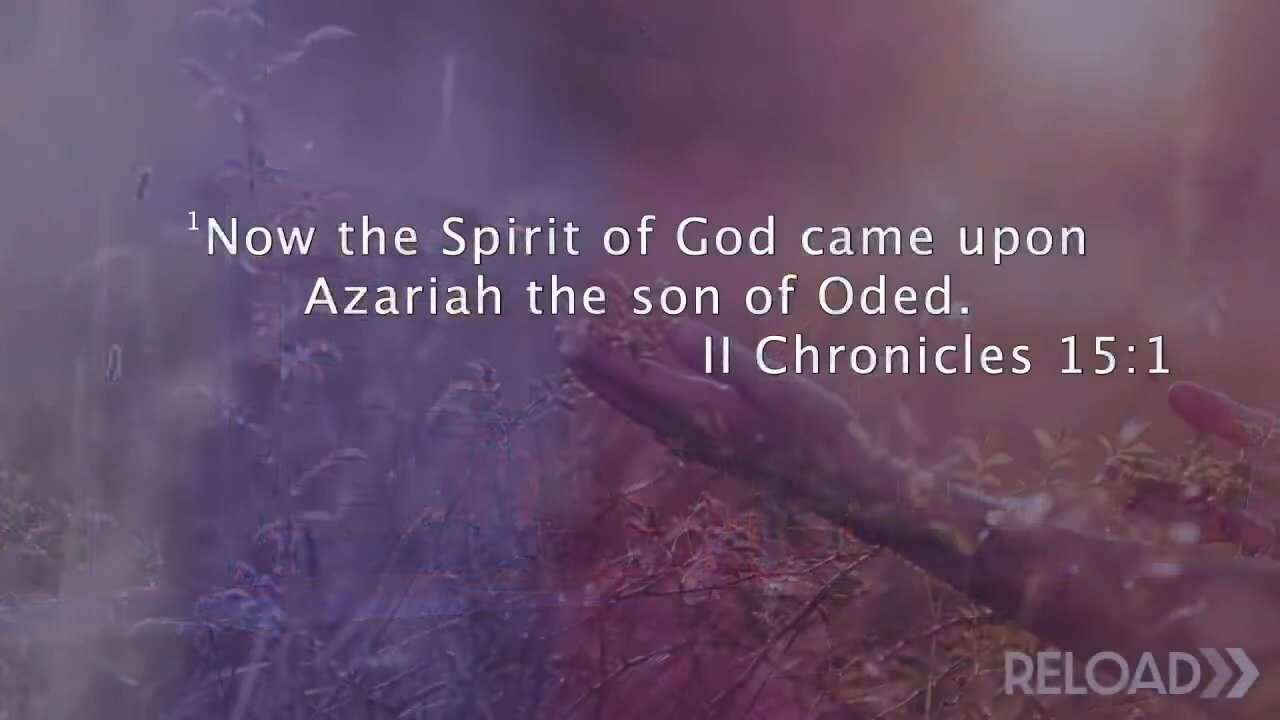 ¹Now the Spirit of God came upon
Azariah the son of Oded.
II Chronicles 15:1
RELOAD